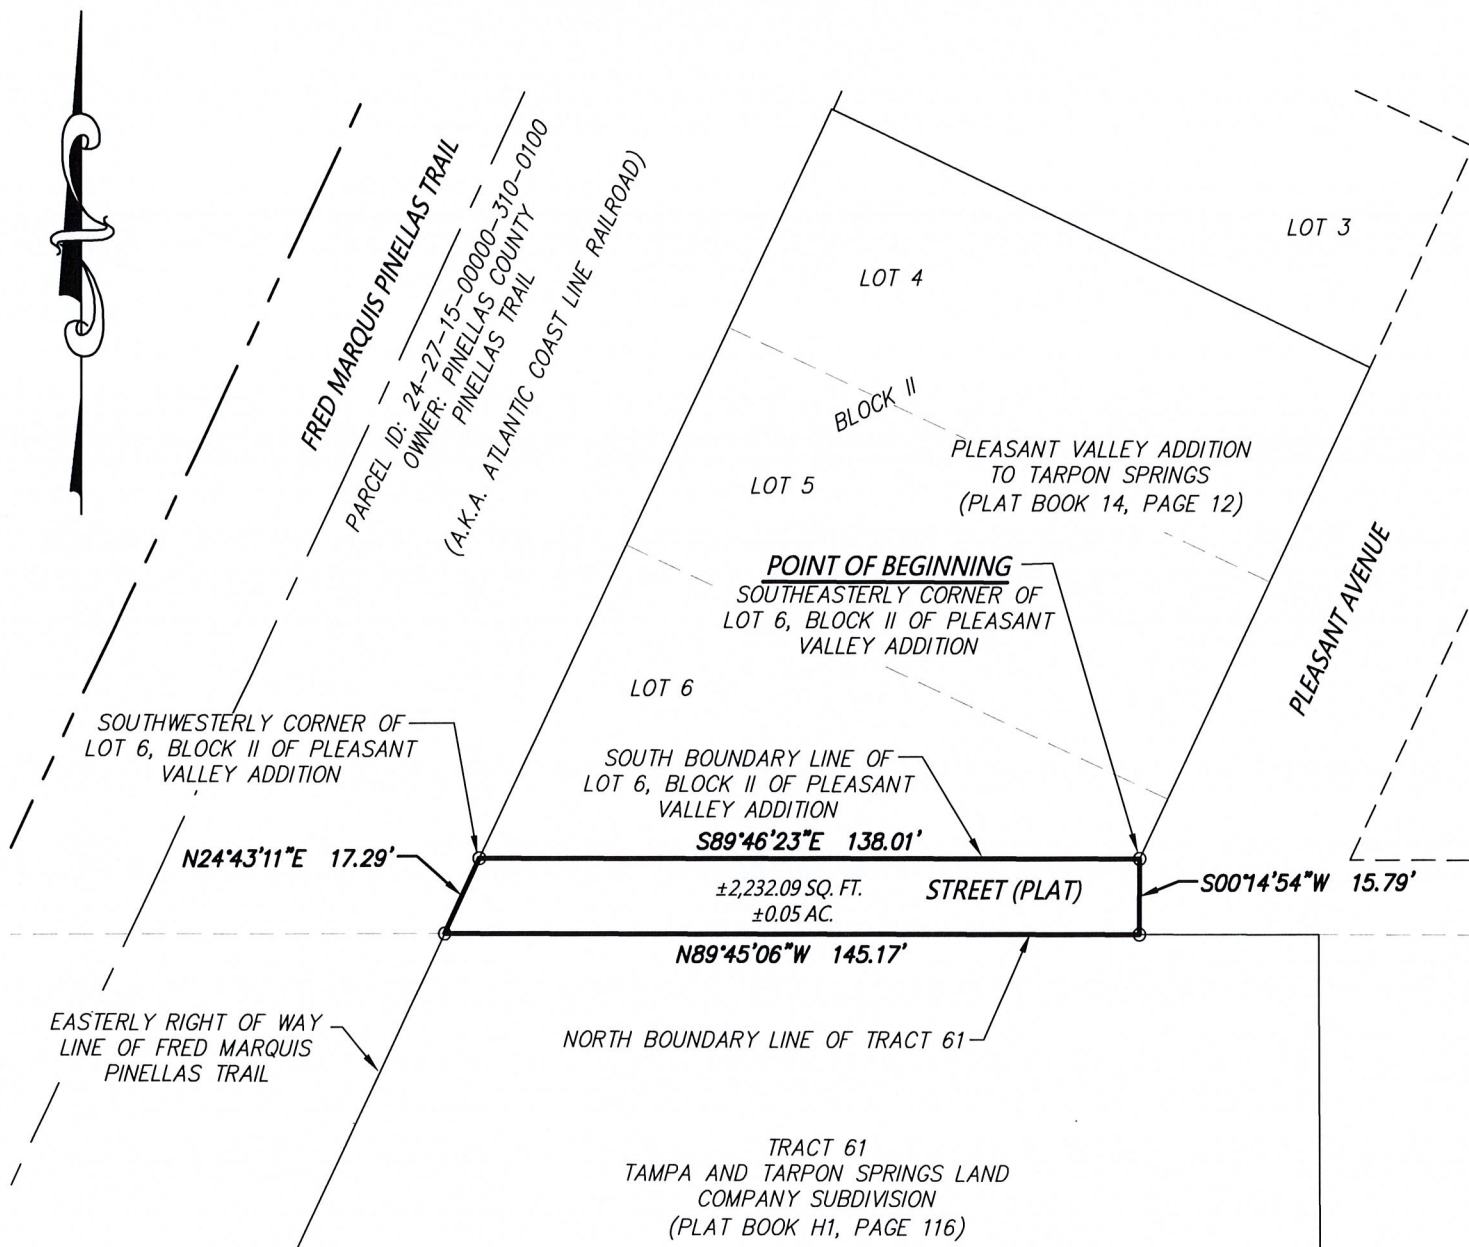 FRED MARQUIS PINELLAS TRAIL
PARCEL ID: 24-27-15-00000-310-0100
OWNER: PINELLAS COUNTY
PINELLAS TRAIL
(A.K.A. ATLANTIC COAST LINE RAILROAD)
LOT 3
LOT 4
BLOCK II
PLEASANT VALLEY ADDITION
TO TARPON SPRINGS
(PLAT BOOK 14, PAGE 12)
LOT 5
PLEASANT AVENUE
POINT OF BEGINNING
SOUTHEASTERLY CORNER OF
LOT 6, BLOCK II OF PLEASANT
VALLEY ADDITION
LOT 6
SOUTHWESTERLY CORNER OF
LOT 6, BLOCK II OF PLEASANT
VALLEY ADDITION
SOUTH BOUNDARY LINE OF
LOT 6, BLOCK II OF PLEASANT
VALLEY ADDITION
S89°46'23"E 138.01'
N24°43'11"E 17.29'
±2,232.09 SQ. FT.
±0.05 AC.
STREET (PLAT)
S00°14'54"W 15.79'
N89°45'06"W 145.17'
EASTERLY RIGHT OF WAY
LINE OF FRED MARQUIS
PINELLAS TRAIL
NORTH BOUNDARY LINE OF TRACT 61
TRACT 61
TAMPA AND TARPON SPRINGS LAND
COMPANY SUBDIVISION
(PLAT BOOK H1, PAGE 116)